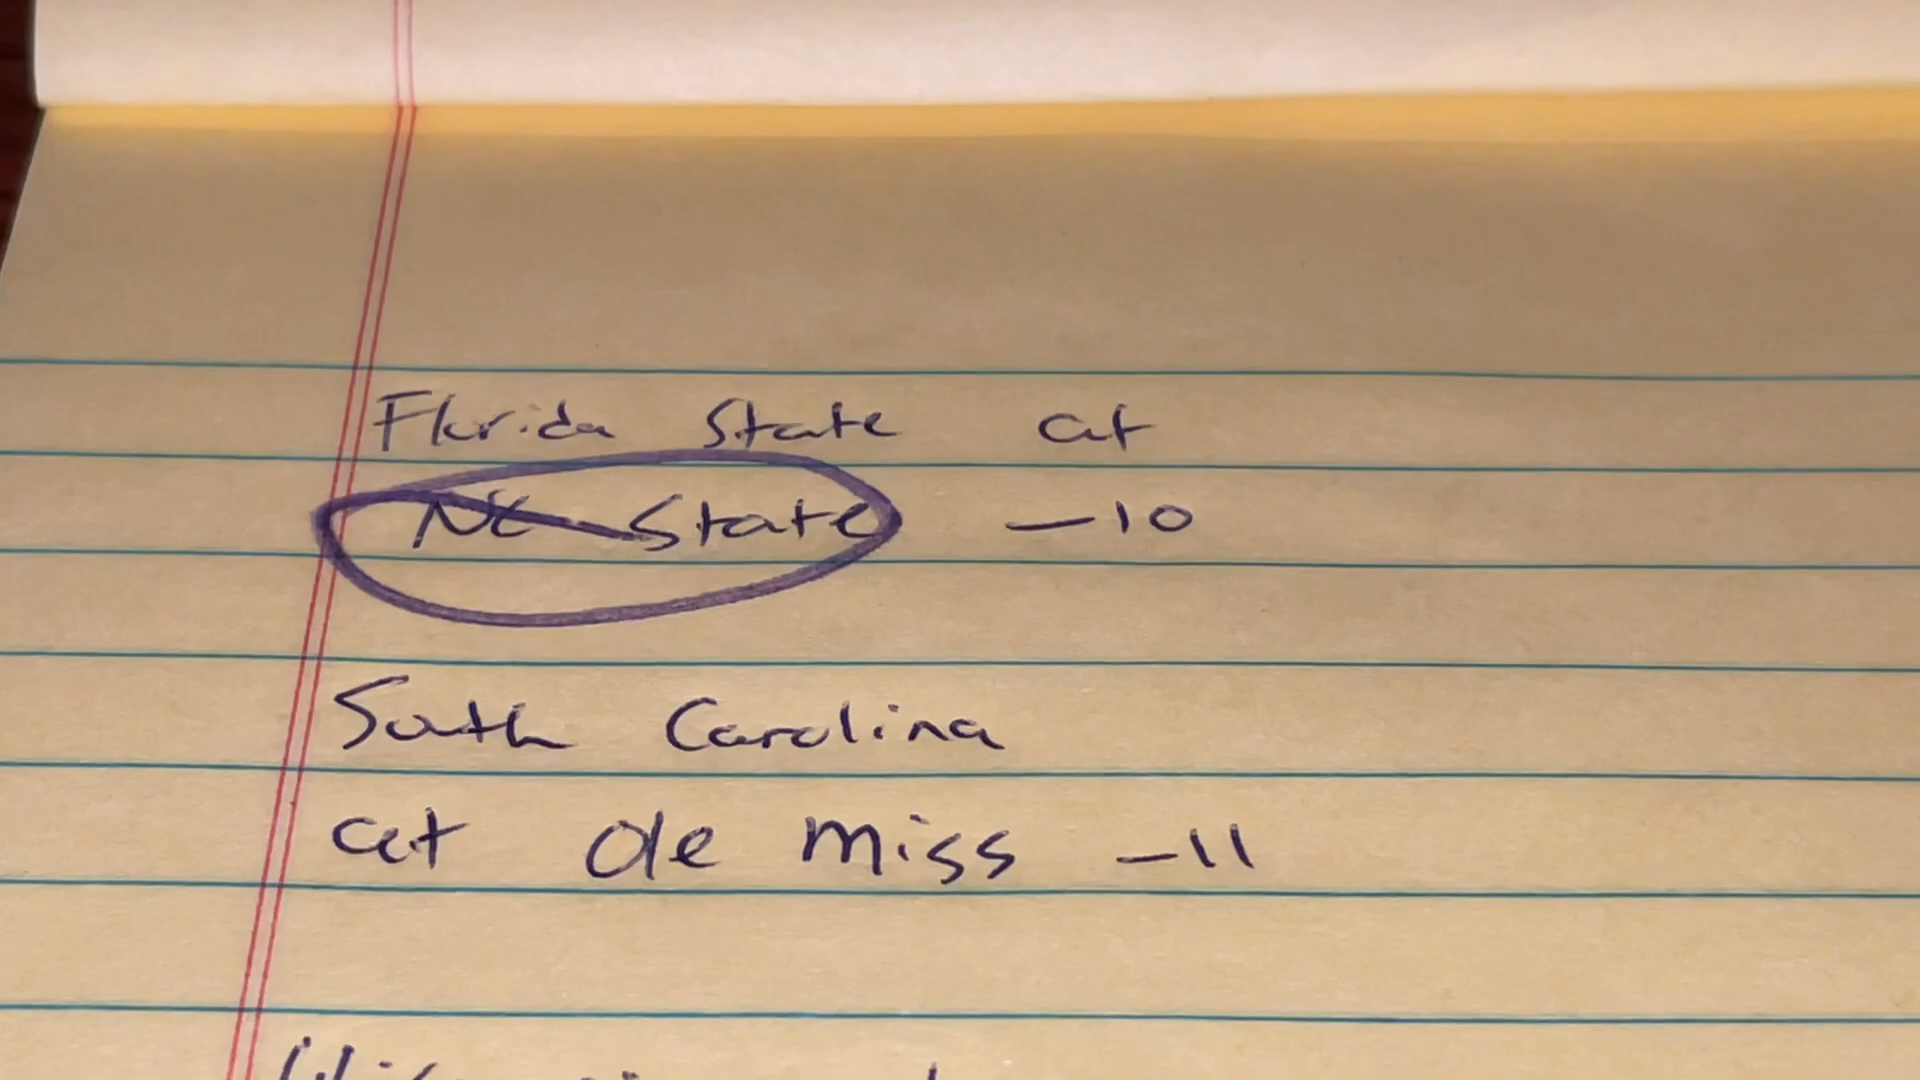 Florida State at
NC State -10
South Carolina
at Ole Miss -11